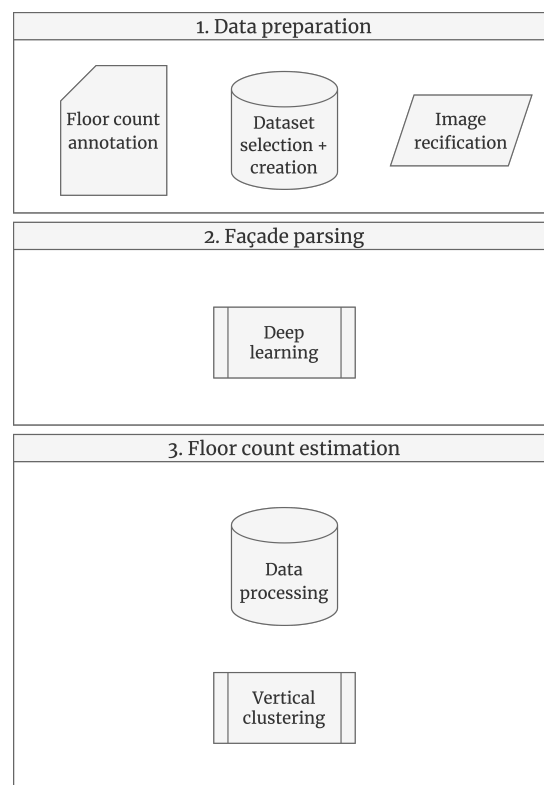 1. Data preparation
Floor count
annotation
Dataset
selection +
creation
Image
recification
2. Façade parsing
Deep
learning
3. Floor count estimation
Data
processing
Vertical
clustering